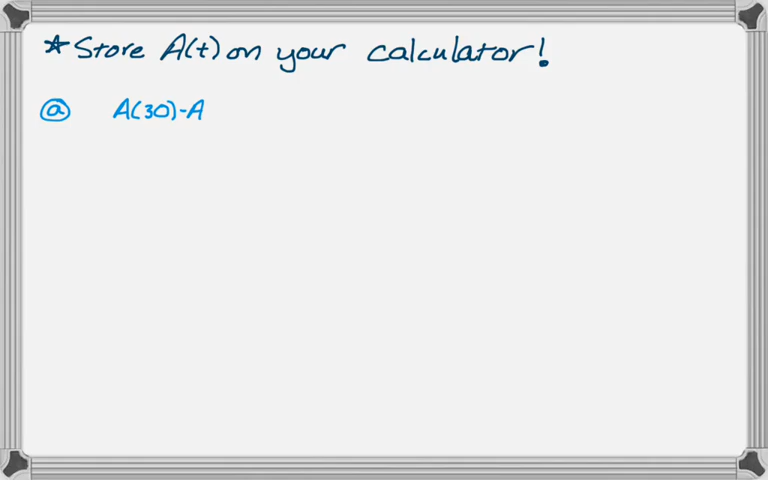 *Store A(t) on your calculator!
ⓐ A(30)-A